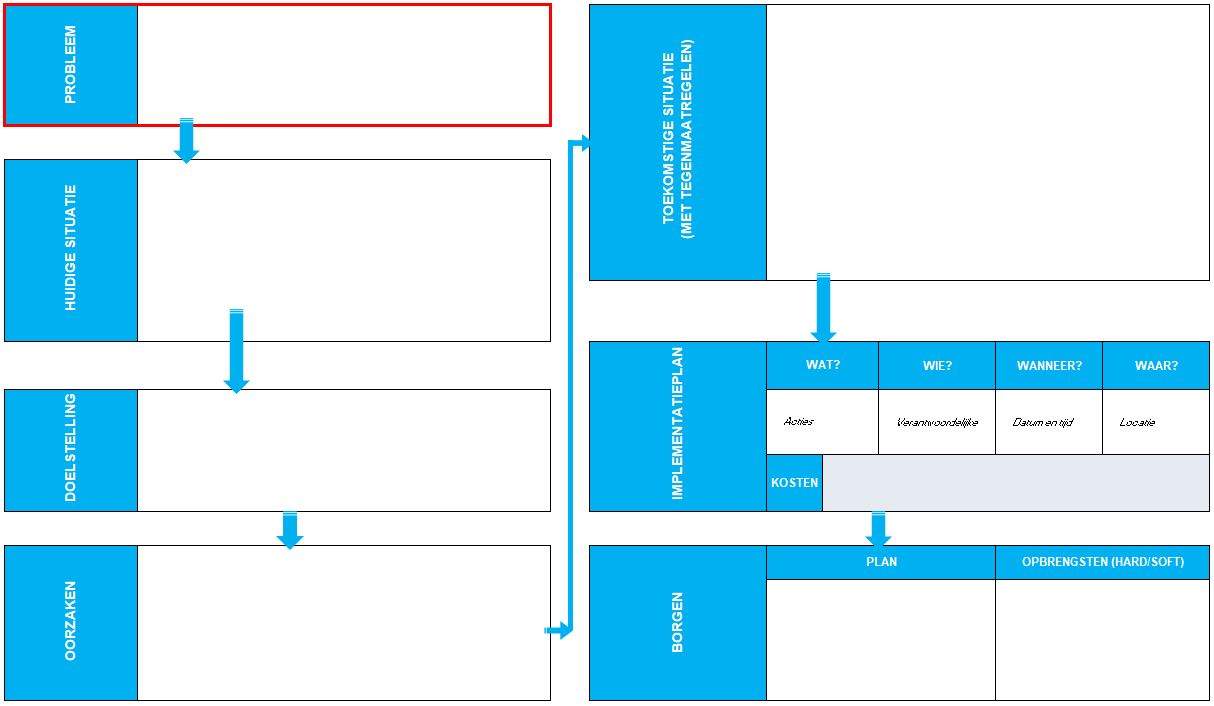 PROBLEEM
HUIDIGE SITUATIE
DOELSTELLING
OORZAKEN
TOEKOMSTIGE SITUATIE
(MET TEGENMAATREGELEN)
IMPLEMENTATIEPLAN
WAT?
WIE?
WANNEER?
WAAR?
Acties
Verantwoordelijke
Datum en tijd
Locatie
KOSTEN
BORGEN
PLAN
OPBRENGSTEN (HARD/SOFT)